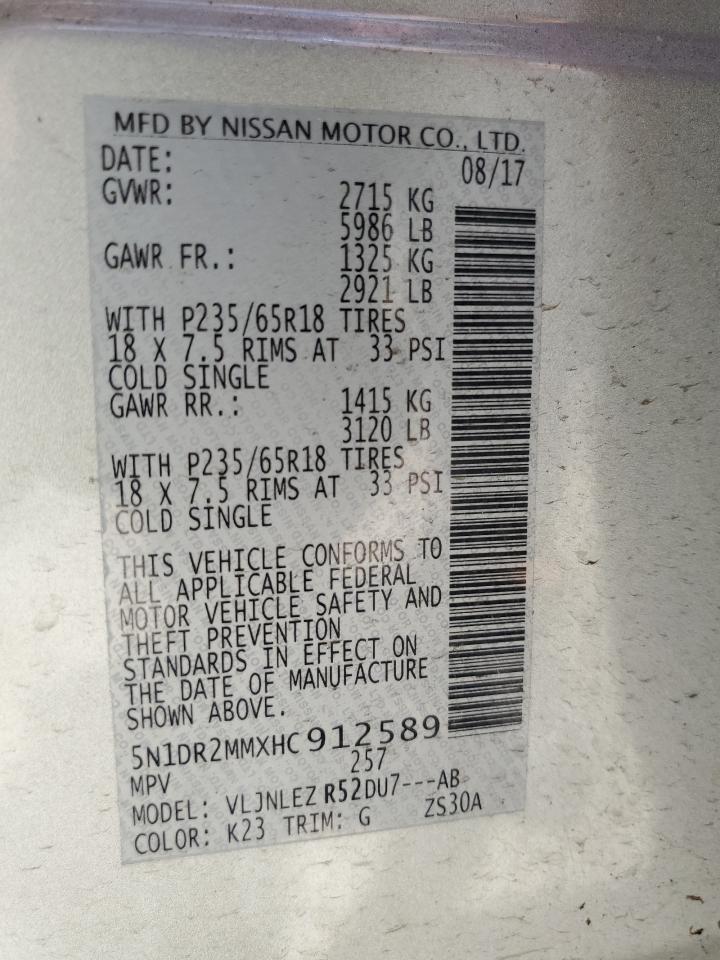 MFD BY NISSAN MOTOR CO., LTD.
DATE: 08/17
GVWR: 2715 KG
5986 LB
GAWR FR.: 1325 KG
2921 LB
WITH P235/65R18 TIRES
18 X 7.5 RIMS AT 33 PSI
COLD SINGLE
GAWR RR.: 1415 KG
3120 LB
WITH P235/65R18 TIRES
18 X 7.5 RIMS AT 33 PSI
COLD SINGLE
THIS VEHICLE CONFORMS TO
ALL APPLICABLE FEDERAL
MOTOR VEHICLE SAFETY AND
THEFT PREVENTION
STANDARDS IN EFFECT ON
THE DATE OF MANUFACTURE
SHOWN ABOVE.
5N1DR2MMXHC912589
MPV 257
MODEL: VLJNLEZ R52DU7---AB
COLOR: K23 TRIM: G ZS30A